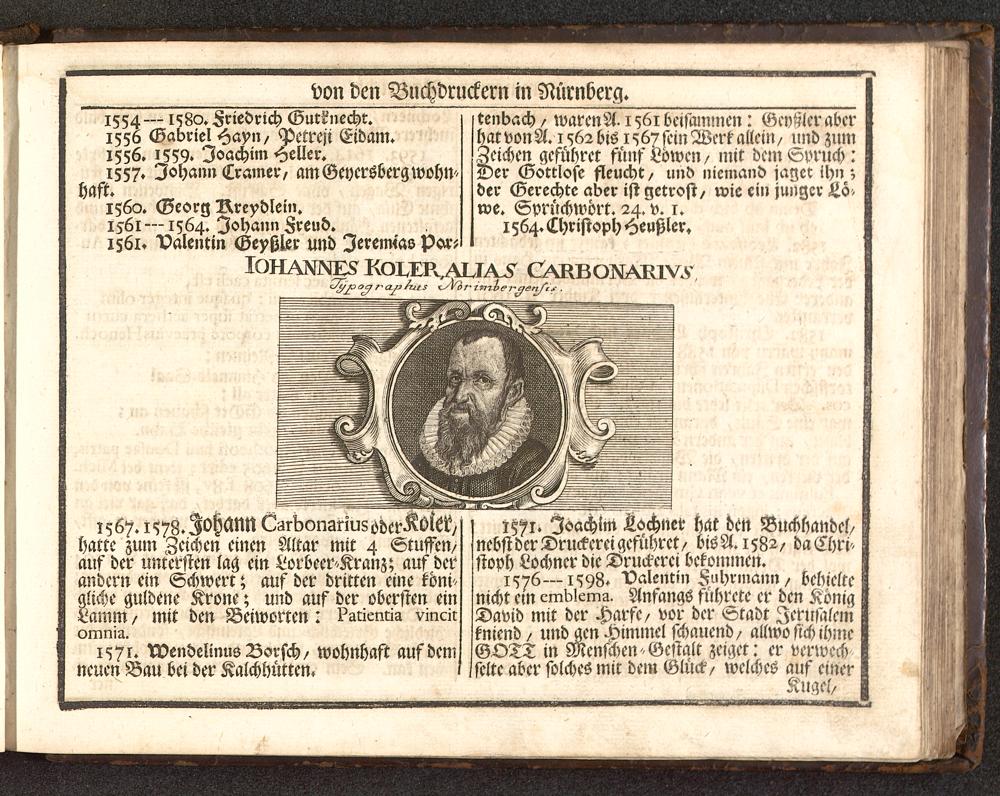 von den Buchdruckern in Nürnberg.
1554---1580. Friedrich Gutknecht.
1556 Gabriel Hayn, Petreji Eidam.
1556. 1559. Joachim Heller.
1557. Johann Cramer, am Geyersberg wohn-
haft.
1560. Georg Kreydlein.
1561---1564. Johann Freud.
1561. Valentin Geyßler und Jeremias Por-
tenbach, waren A. 1561 beisammen: Geyßler aber
hat von A. 1562 bis 1567 sein Werk allein, und zum
Zeichen geführet fünf Löwen, mit dem Spruch:
Der Gottlose fleucht, und niemand jaget ihn;
der Gerechte aber ist getrost, wie ein junger Lö-
we. Sprüchwört. 24. v. 1.
1564. Christoph Heußler.
IOHANNES KOLER, ALIAS CARBONARIVS,
Typographus Norimbergensis.
1567. 1578. Johann Carbonarius oder Koler,
hatte zum Zeichen einen Altar mit 4 Stuffen,
auf der untersten lag ein Lorbeer-Kranz; auf der
andern ein Schwert; auf der dritten eine köni-
gliche guldene Krone; und auf der obersten ein
Lamm, mit den Beiworten: Patientia vincit
omnia.
1571. Wendelinus Borsch, wohnhaft auf dem
neuen Bau bei der Kalchhütten.
1571. Joachim Lochner hat den Buchhandel,
nebst der Druckerei geführet, bis A. 1582, da Chri-
stoph Lochner die Druckerei bekommen.
1576---1598. Valentin Fuhrmann, behielte
nicht ein emblema. Anfangs führete er den König
David mit der Harfe, vor der Stadt Jerusalem
kniend, und gen Himmel schauend, allwo sich ihme
GOTT in Menschen-Gestalt zeiget: er verwech-
selte aber solches mit dem Glück, welches auf einer
Kugel,